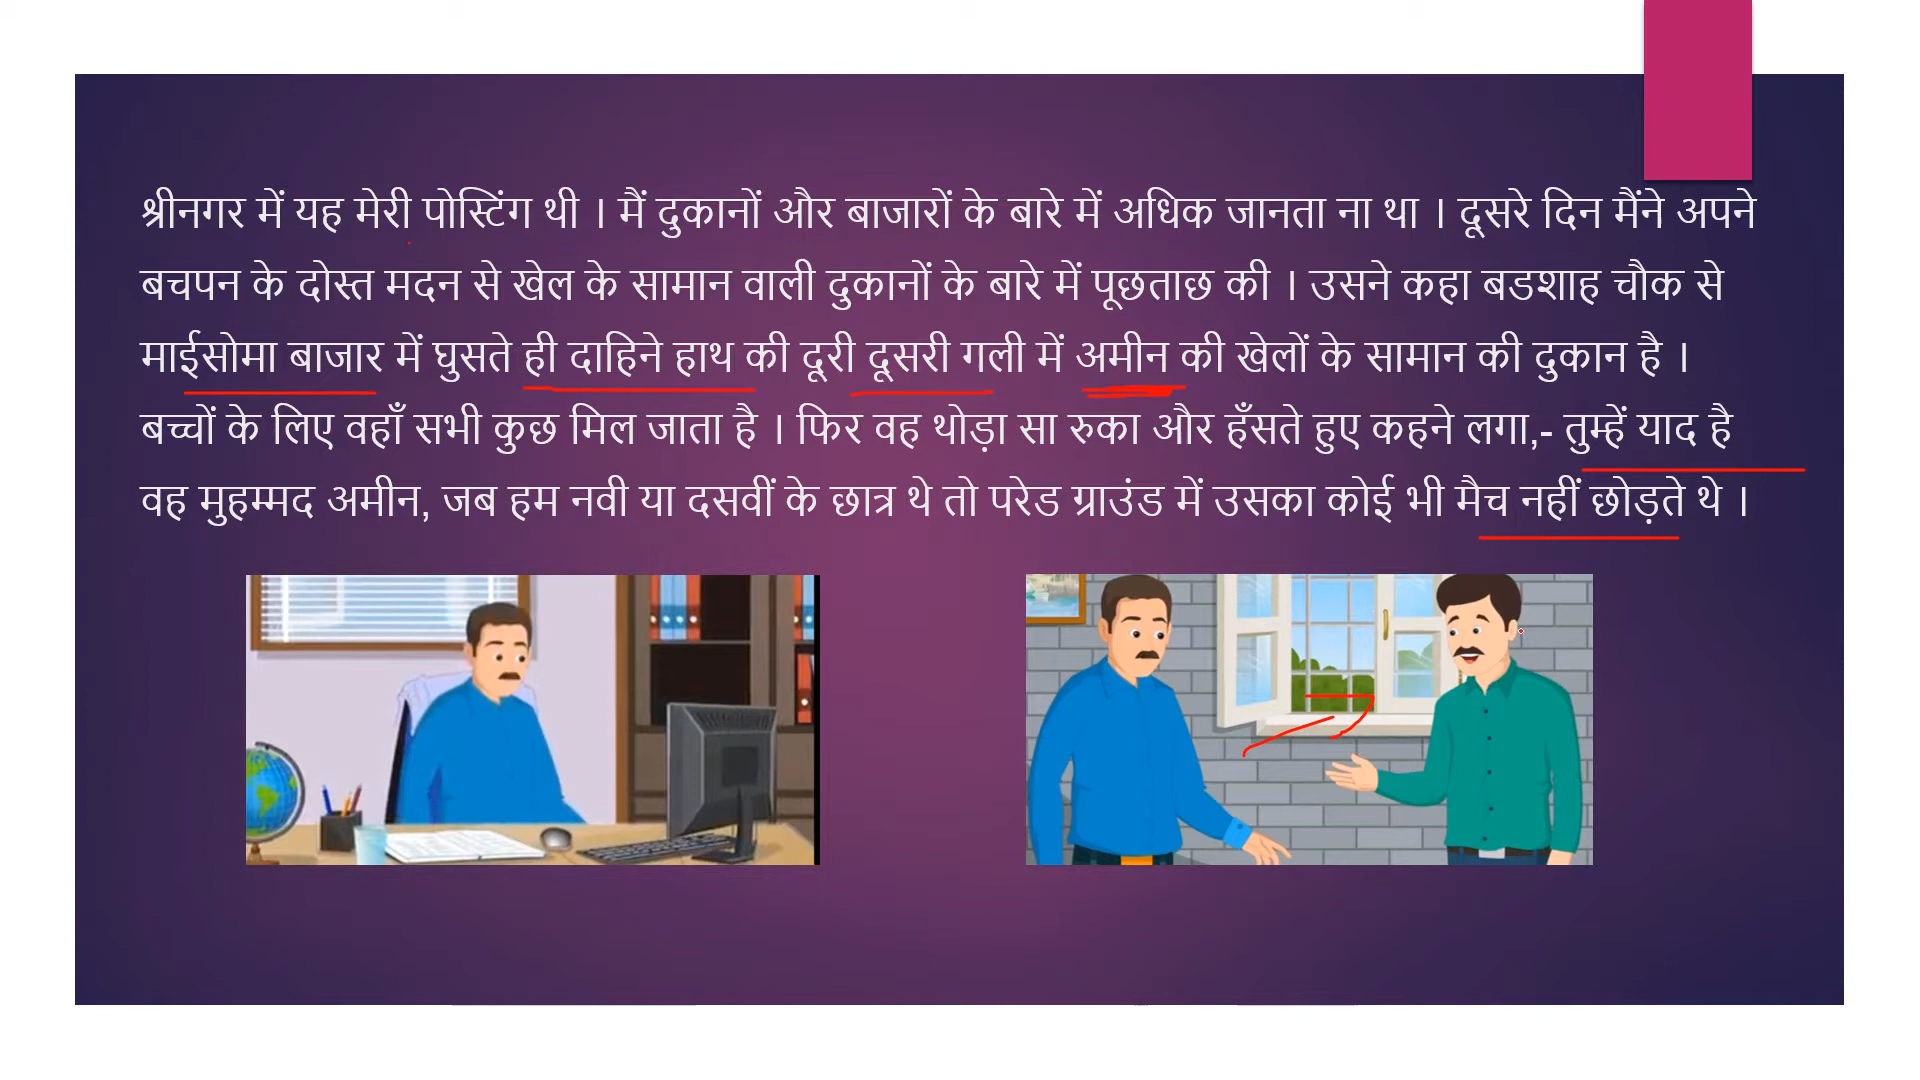 श्रीनगर में यह मेरी पोस्टिंग थी । मैं दुकानों और बाजारों के बारे में अधिक जानता ना था । दूसरे दिन मैंने अपने
बचपन के दोस्त मदन से खेल के सामान वाली दुकानों के बारे में पूछताछ की । उसने कहा बडशाह चौक से
माईसोमा बाजार में घुसते ही दाहिने हाथ की दूरी दूसरी गली में अमीन की खेलों के सामान की दुकान है ।
बच्चों के लिए वहाँ सभी कुछ मिल जाता है । फिर वह थोड़ा सा रुका और हँसते हुए कहने लगा,- तुम्हें याद है
वह मुहम्मद अमीन, जब हम नवी या दसवीं के छात्र थे तो परेड ग्राउंड में उसका कोई भी मैच नहीं छोड़ते थे ।